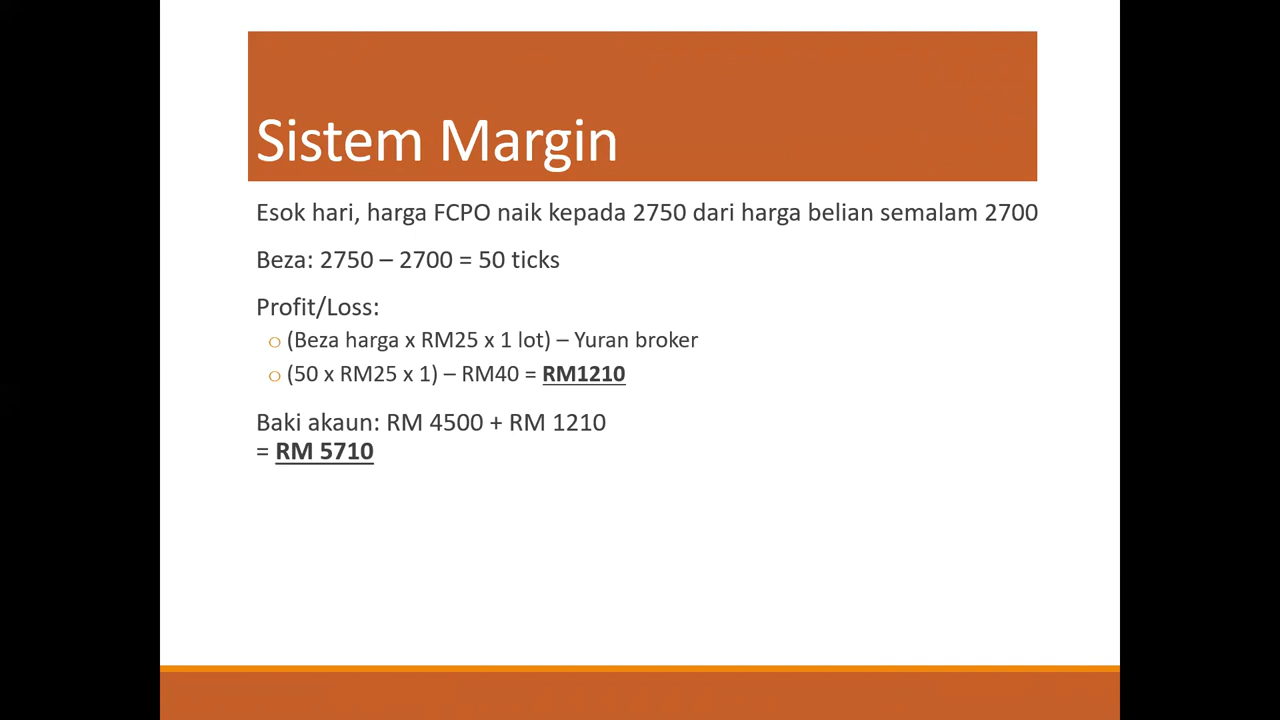 Sistem Margin
Esok hari, harga FCPO naik kepada 2750 dari harga belian semalam 2700
Beza: 2750 – 2700 = 50 ticks
Profit/Loss:
(Beza harga x RM25 x 1 lot) – Yuran broker
(50 x RM25 x 1) – RM40 = RM1210
Baki akaun: RM 4500 + RM 1210
= RM 5710